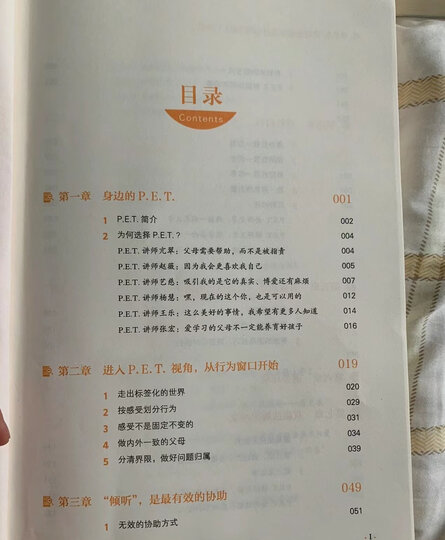 目录
Contents
第一章 身边的 P.E.T. 001
1 P.E.T. 简介 002
2 为何选择 P.E.T.? 004
P.E.T. 讲师亢翠：父母需要帮助，而不是被指责 004
P.E.T. 讲师赵薇：因为我会更喜欢我自己 005
P.E.T. 讲师艺愚：吸引我的是它的真实、博爱还有麻烦 007
P.E.T. 讲师杨慧：嘿，现在的这个你，也是可以用的 012
P.E.T. 讲师王乐：这么美好的事情，我希望有更多人知道 014
P.E.T. 讲师张宏：爱学习的父母不一定能养育好孩子 016
第二章 进入 P.E.T. 视角，从行为窗口开始 019
1 走出标签化的世界 020
2 按感受划分行为 029
3 感受不是固定不变的 031
4 做内外一致的父母 034
5 分清界限，做好问题归属 039
第三章 “倾听”，是最有效的协助 049
1 无效的协助方式 051
· 1 ·